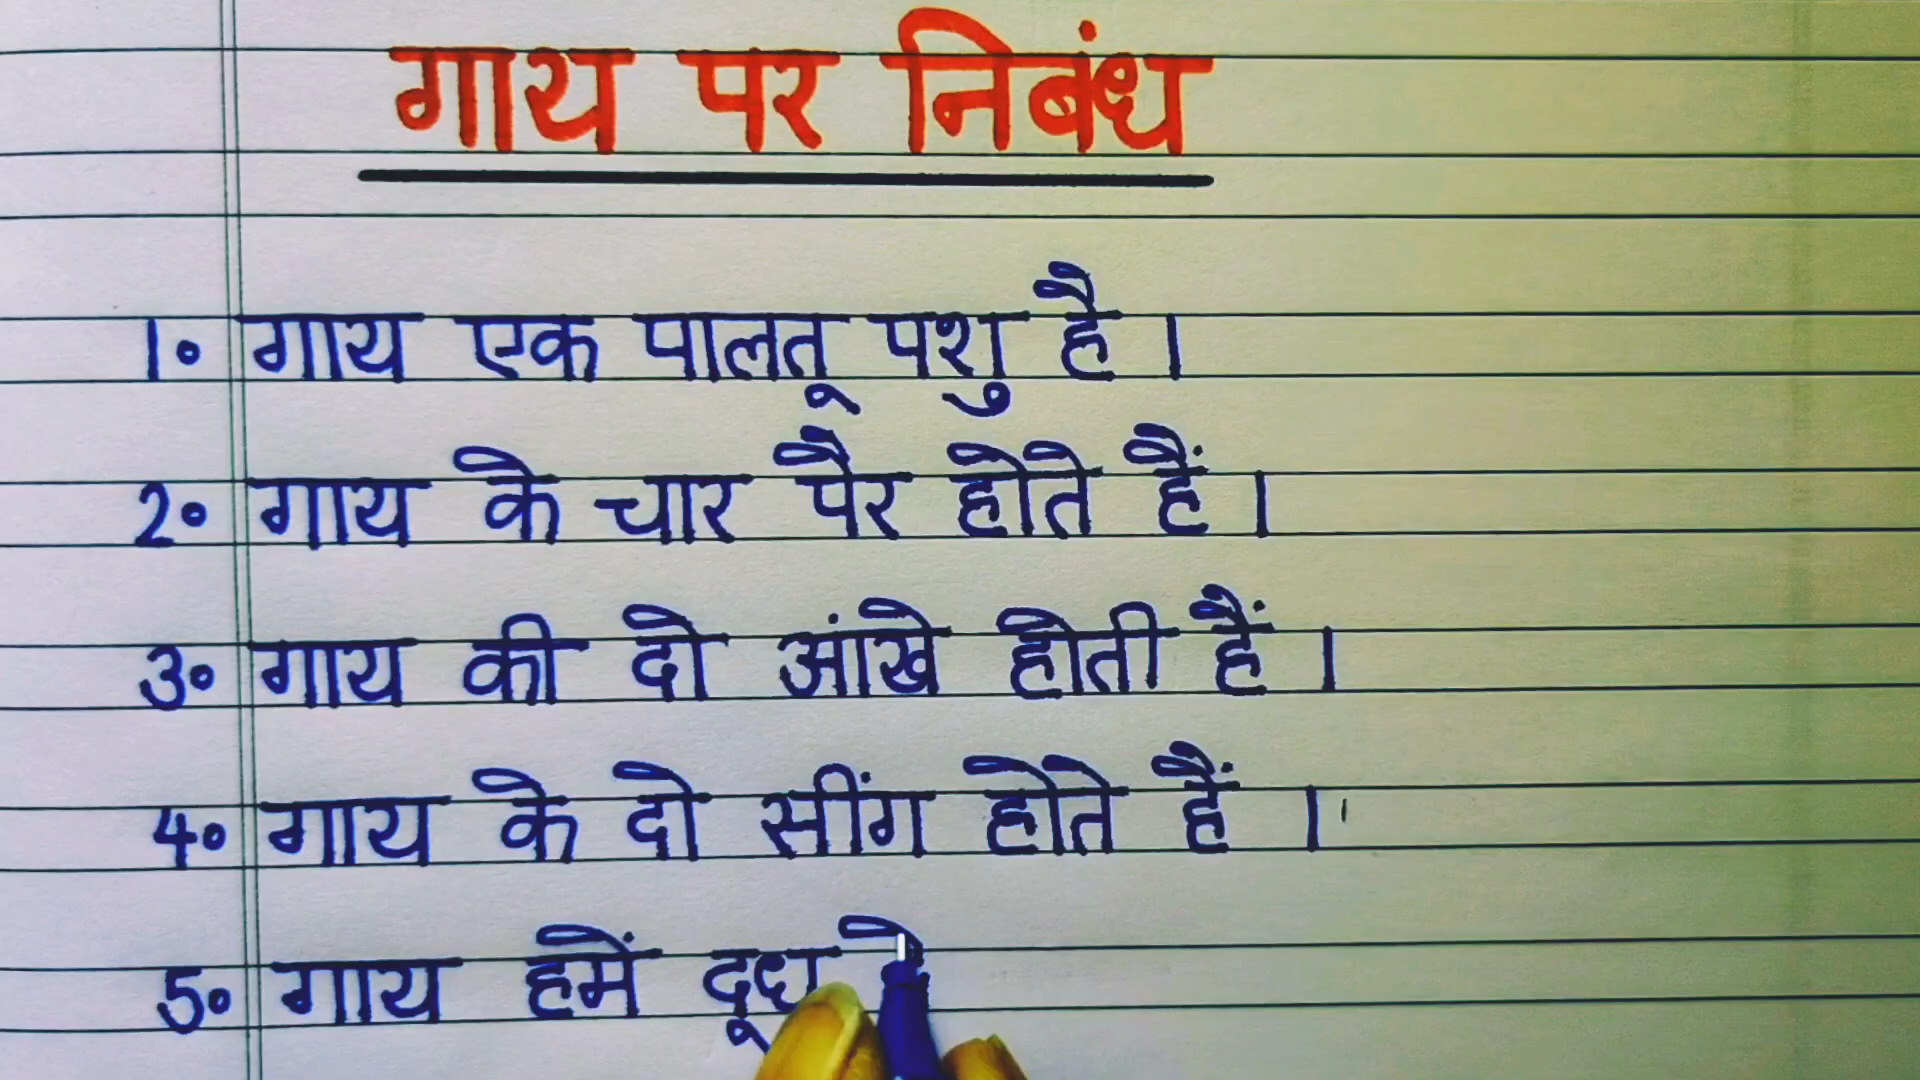 गाय पर निबंध
1. गाय एक पालतू पशु है ।
2. गाय के चार पैर होते हैं ।
3. गाय की दो आंखे होती हैं ।
4. गाय के दो सींग होते हैं ।
5. गाय हमें दूध